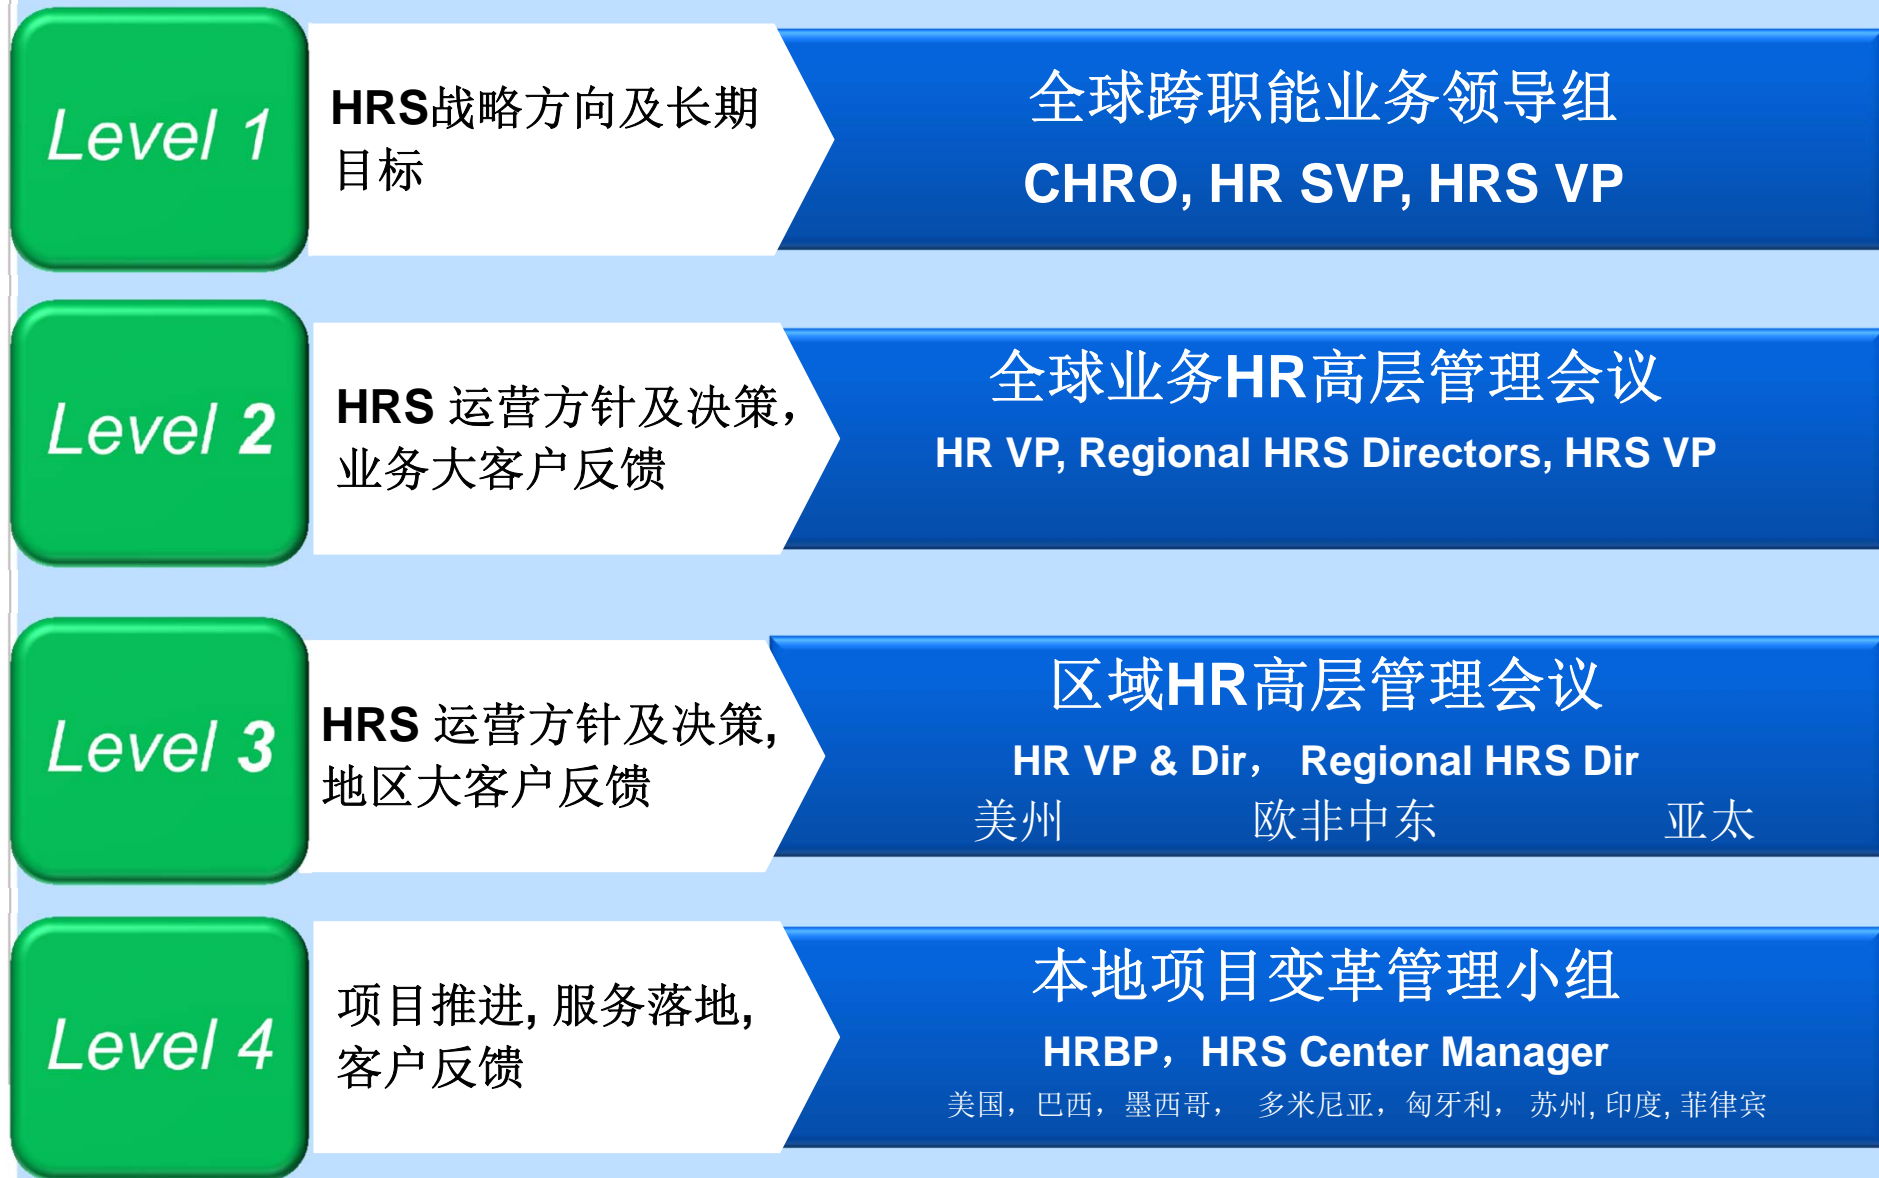 Level 1
HRS战略方向及长期
目标
全球跨职能业务领导组
CHRO, HR SVP, HRS VP
Level 2
HRS 运营方针及决策，
业务大客户反馈
全球业务HR高层管理会议
HR VP, Regional HRS Directors, HRS VP
Level 3
HRS 运营方针及决策,
地区大客户反馈
区域HR高层管理会议
HR VP & Dir， Regional HRS Dir
美州 欧非中东 亚太
Level 4
项目推进, 服务落地,
客户反馈
本地项目变革管理小组
HRBP，HRS Center Manager
美国，巴西，墨西哥， 多米尼亚，匈牙利， 苏州, 印度, 菲律宾